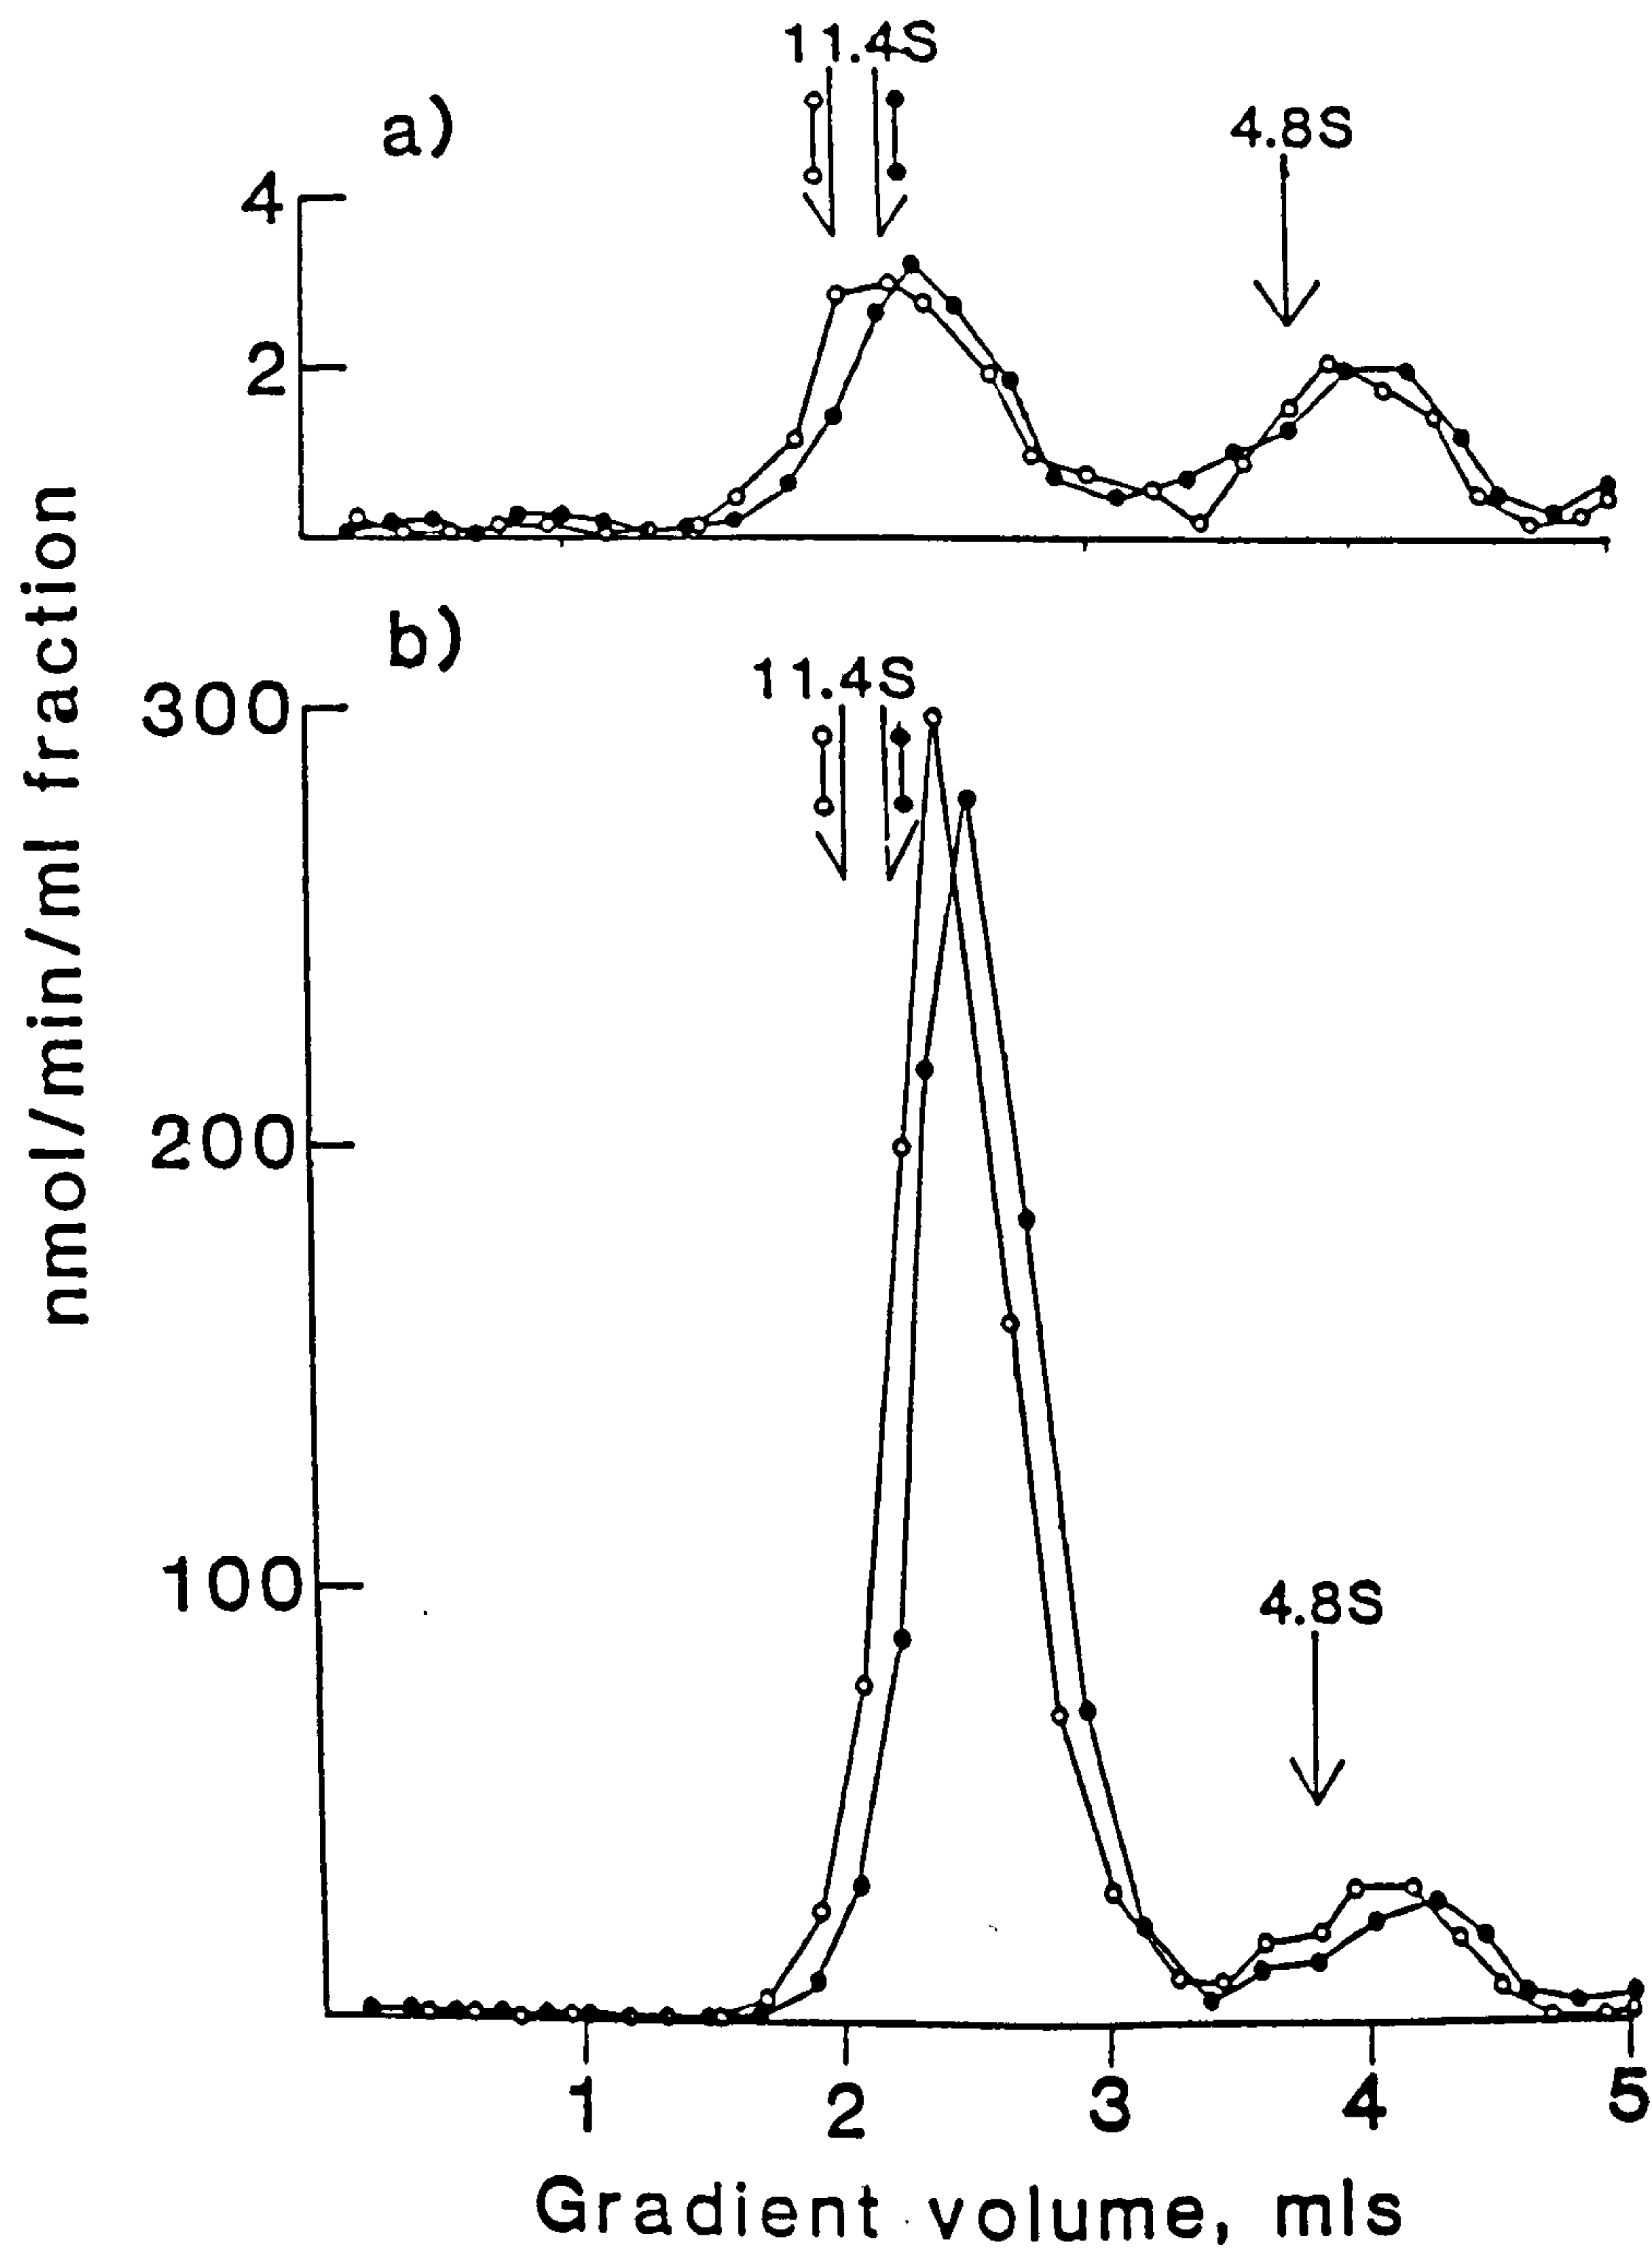 11.4S
a)
4.8S
4
2
nmol/min/ml fraction
b)
11.4S
300
200
100
4.8S
1 2 3 4 5
Gradient volume, mls